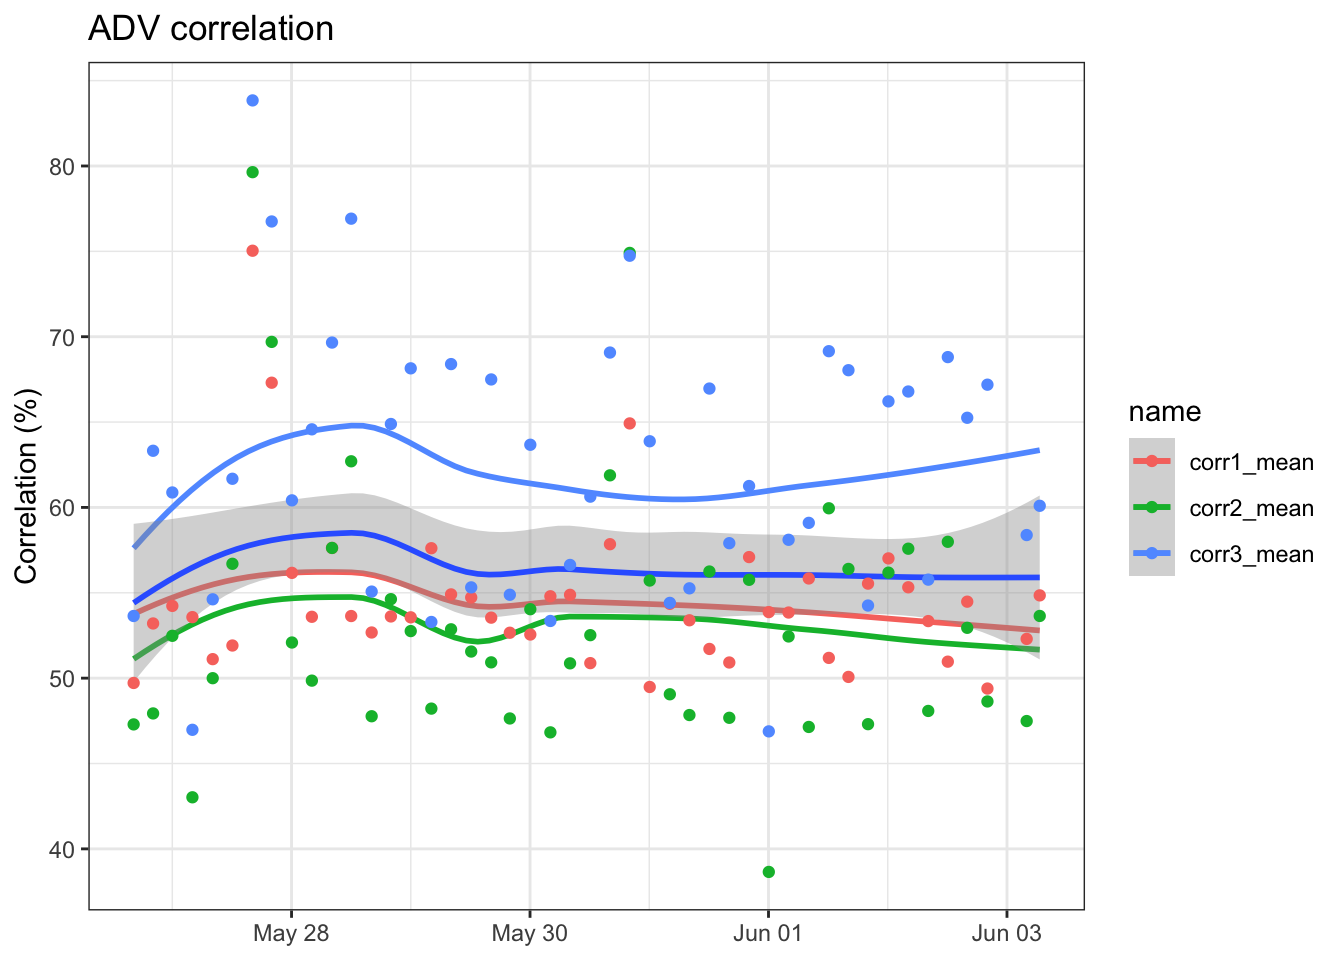 ADV correlation
Correlation (%)
80
70
60
50
40
May 28
May 30
Jun 01
Jun 03
name
corr1_mean
corr2_mean
corr3_mean